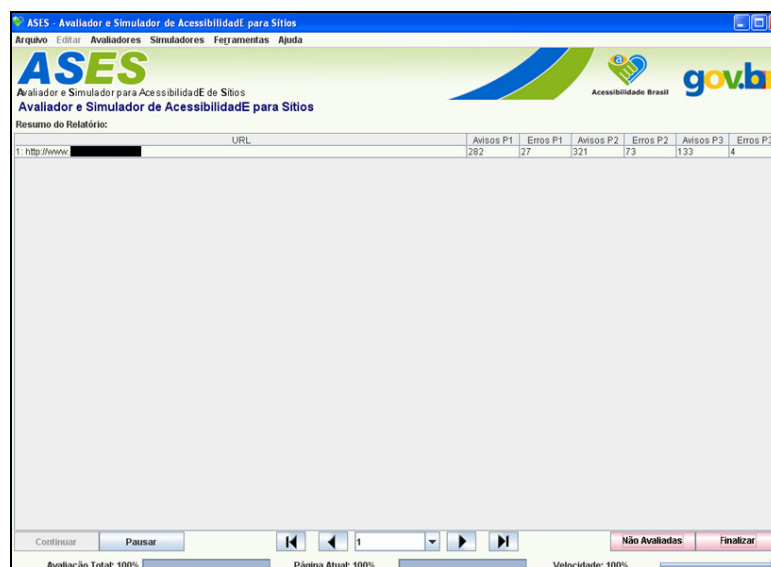 ASES - Avaliador e Simulador de AcessibilidadE para Sítios
Arquivo Editar Avaliadores Simuladores Ferramentas Ajuda
ASES
Avaliador e Simulador para AcessibilidadE de Sítios
Acessibilidade Brasil
gov.br
Avaliador e Simulador de AcessibilidadE para Sítios
Resumo do Relatório:
URL Avisos P1 Erros P1 Avisos P2 Erros P2 Avisos P3 Erros P3
1: http://www. 282 27 321 73 133 4
Continuar Pausar 1 Não Avaliadas Finalizar
Avaliação Total: 100% Página Atual: 100% Velocidade: 100%